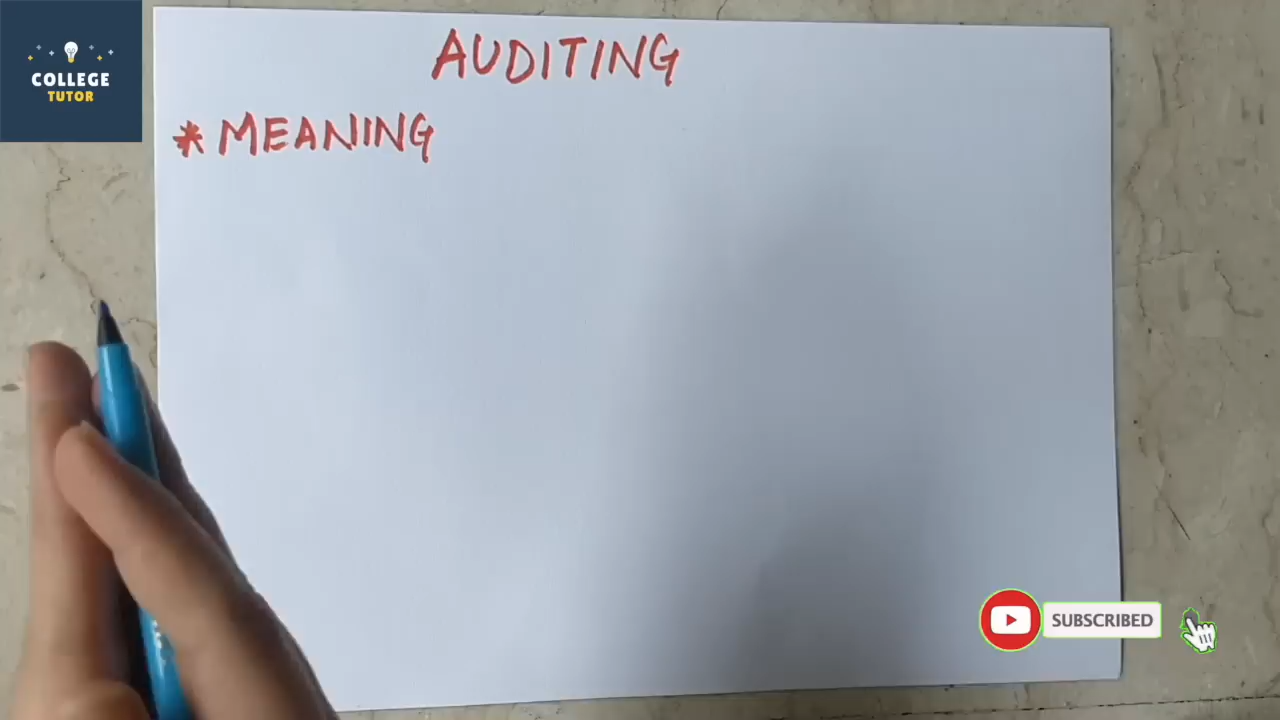 COLLEGE
TUTOR
AUDITING
* MEANING
SUBSCRIBED